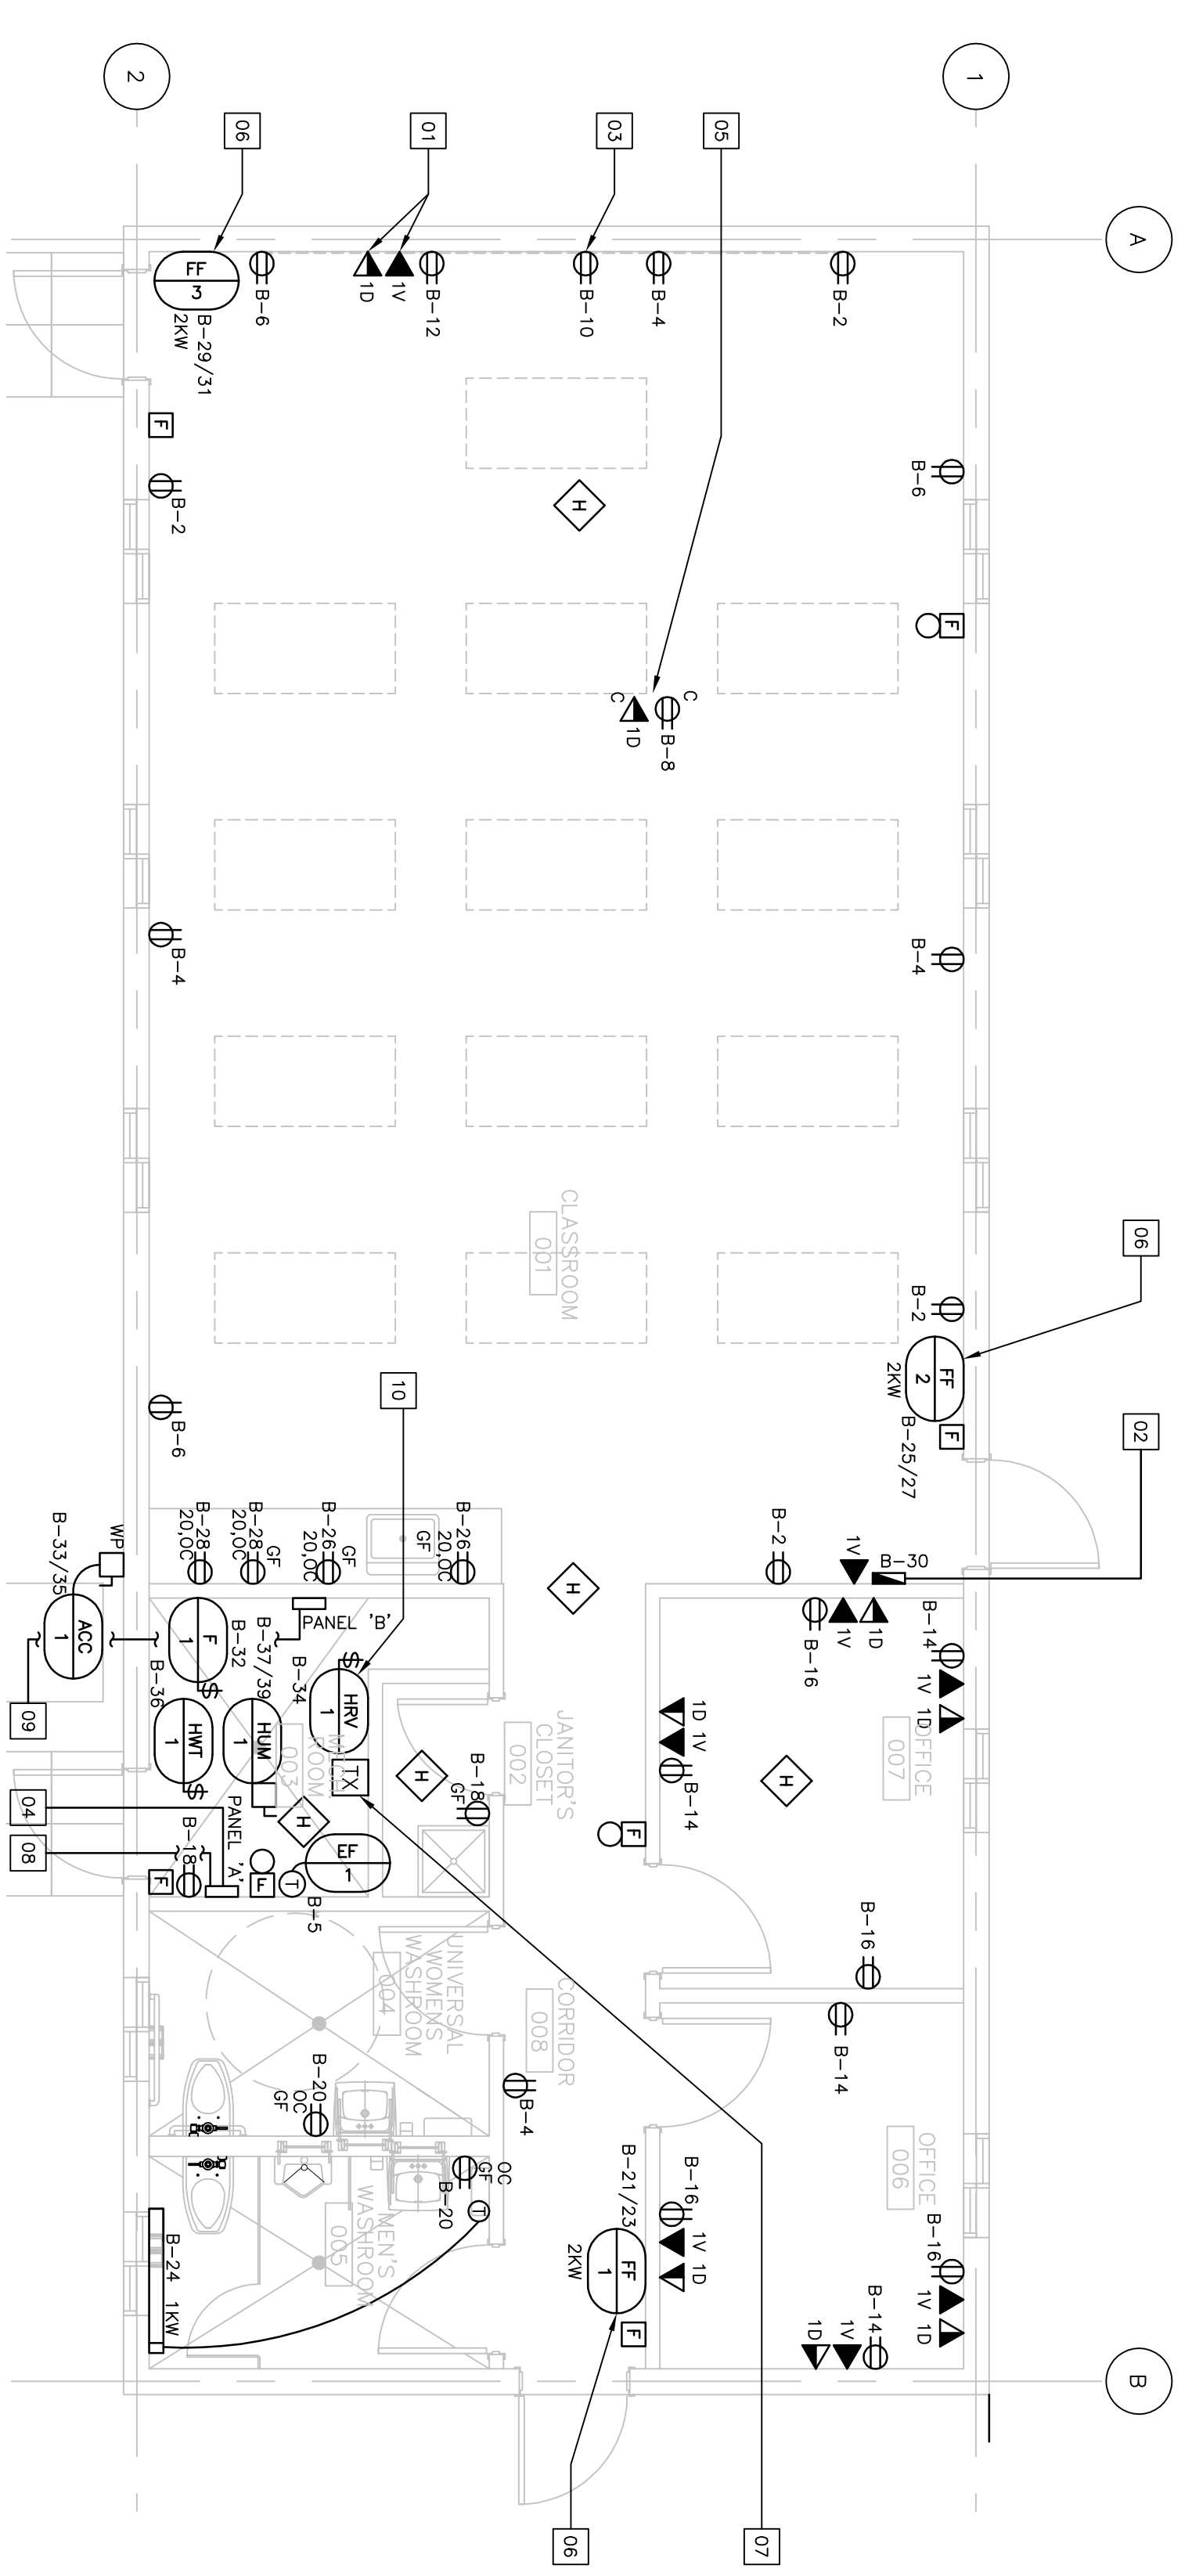 2
1
A
06
01
03
05
FF
3
B-29/31
2KW
B-6
1D
1V
B-12
B-10
B-4
B-2
F
B-2
B-6
H
F
C
C
1D
B-8
B-4
B-4
CLASSROOM
001
06
B-2
FF
2
2KW
B-25/27
F
02
10
B-6
B-28
20,OC
B-28
20,OC
GF
B-26
20,OC
GF
GF
B-26
20,OC
H
B-2
1V
B-30
WP
B-33/35
ACC
1
09
F
1
B-32
B-36
PANEL 'B'
B-37/39
B-34
$
$
$
HRV
1
HUM
1
HWT
1
MECH.
ROOM
003
TX
H
H
B-18
GF
JANITOR'S
CLOSET
002
B-16
1V
1D
B-14
1V
1D
1D
1V
B-14
H
OFFICE
007
04
08
PANEL 'A'
B-18
F
F
T
B-5
EF
1
F
UNIVERSAL
WOMEN'S
WASHROOM
004
CORRIDOR
008
B-16
B-14
B-20
OC
GF
B-4
OC
GF
B-20
T
MEN'S
WASHROOM
005
B-24
1KW
B-21/23
FF
1
2KW
F
B-16
1V
1D
OFFICE
006
B-16
1V
1D
B-14
1V
1D
B
06
07